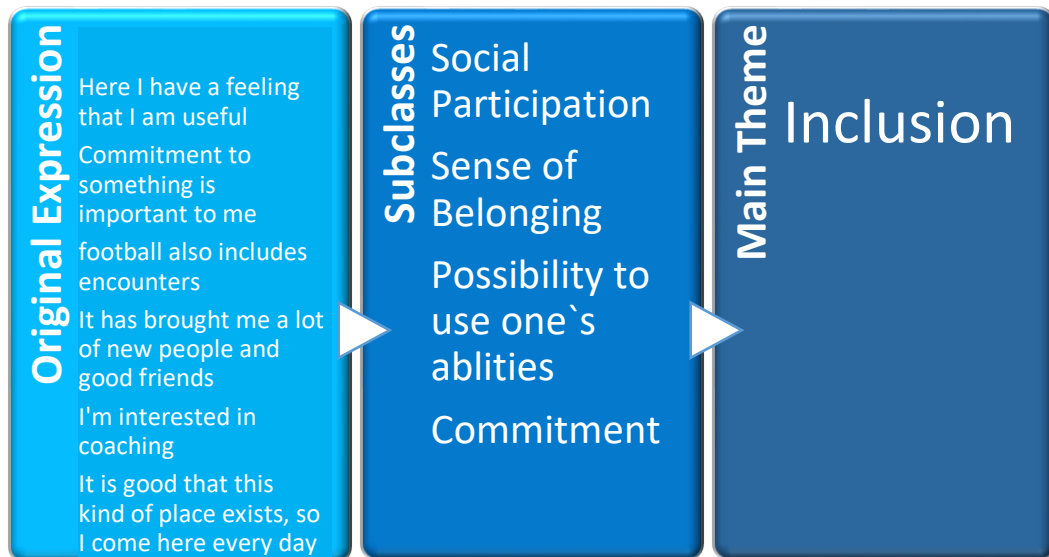 Original Expression
Here I have a feeling
that I am useful
Commitment to
something is
important to me
football also includes
encounters
It has brought me a lot
of new people and
good friends
I'm interested in
coaching
It is good that this
kind of place exists, so
I come here every day
Subclasses
Social
Participation
Sense of
Belonging
Possibility to
use one`s
ablities
Commitment
Main Theme
Inclusion